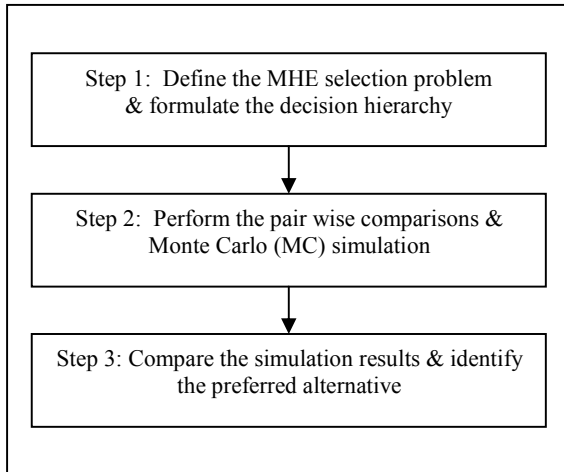 Step 1:  Define the MHE selection problem
& formulate the decision hierarchy
Step 2:  Perform the pair wise comparisons &
Monte Carlo (MC) simulation
Step 3: Compare the simulation results & identify
the preferred alternative